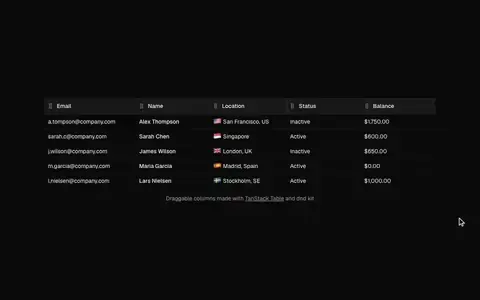 Email Name Location Status Balance
a.tompson@company.com Alex Thompson San Francisco, US Inactive $1,750.00
sarah.c@company.com Sarah Chen Singapore Active $600.00
j.wilson@company.com James Wilson London, UK Inactive $650.00
m.garcia@company.com Maria Garcia Madrid, Spain Active $0.00
l.nielsen@company.com Lars Nielsen Stockholm, SE Active $1,000.00
Draggable columns made with TanStack Table and dnd kit